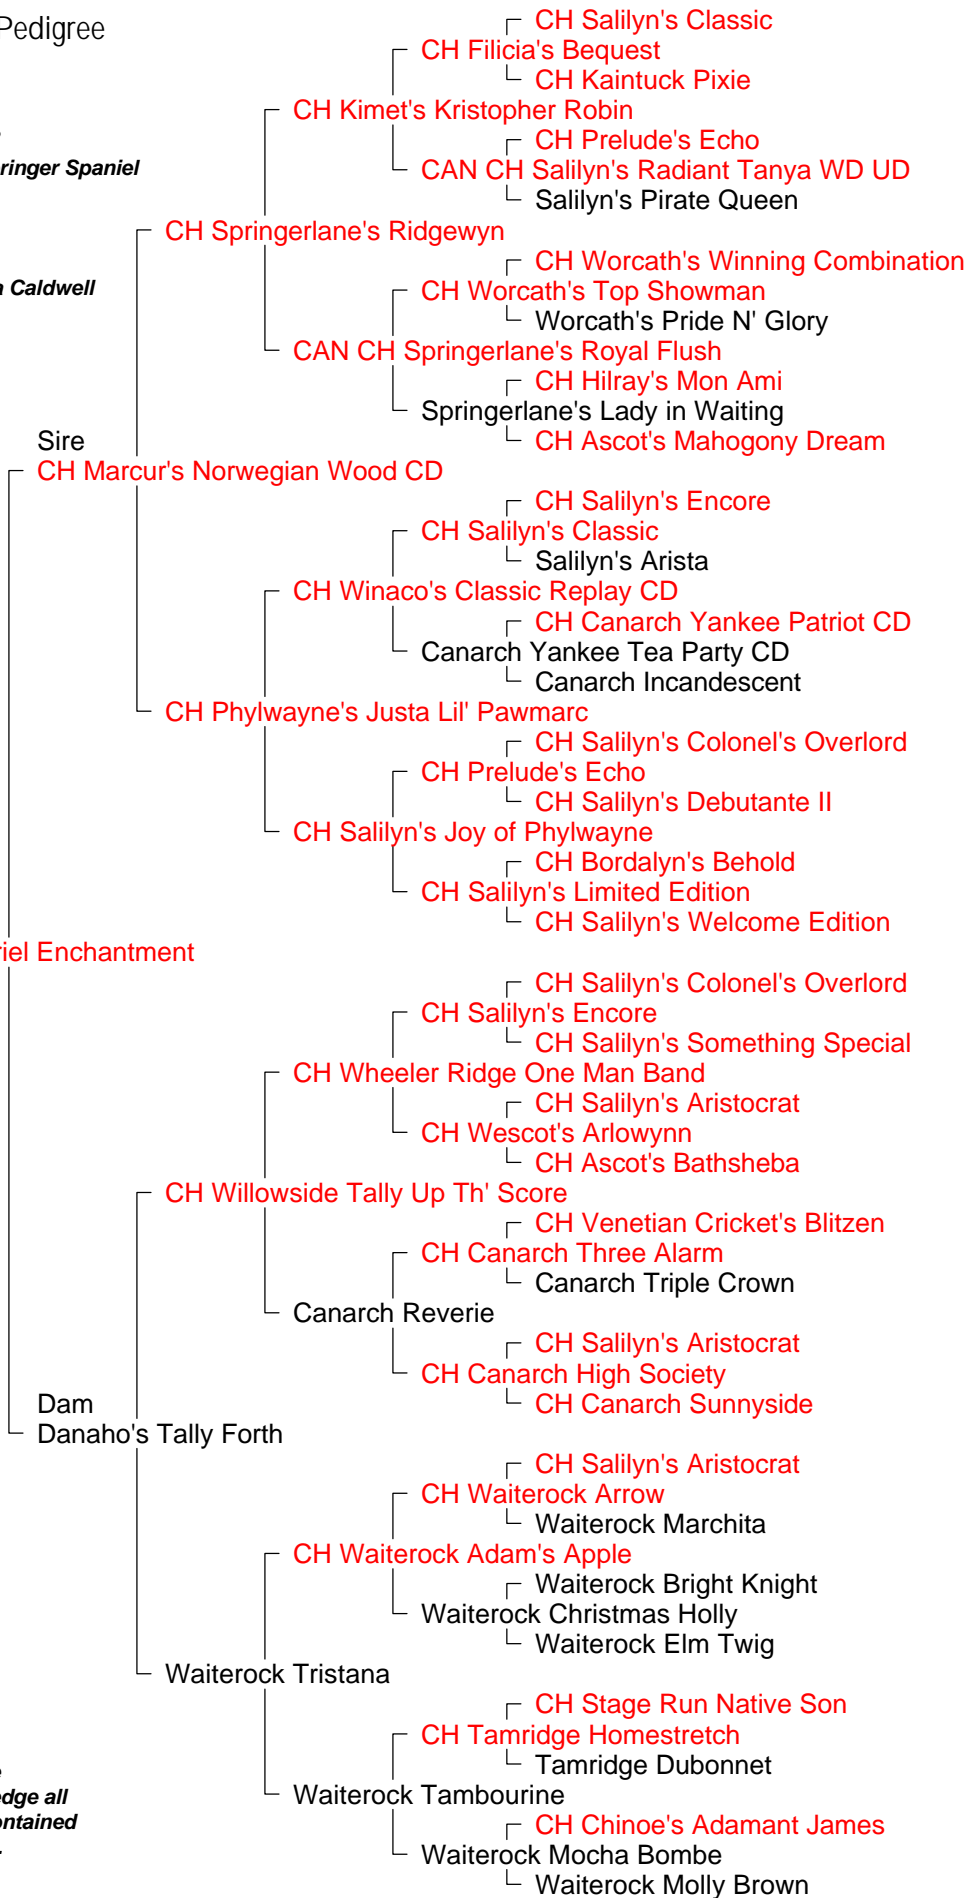 Pedigree
CH Salilyn's Classic
CH Filicia's Bequest
CH Kaintuck Pixie
CH Kimet's Kristopher Robin
CH Prelude's Echo
Springer Spaniel
CAN CH Salilyn's Radiant Tanya WD UD
Salilyn's Pirate Queen
CH Springerlane's Ridgewyn
CH Worcath's Winning Combination
Caldwell
CH Worcath's Top Showman
Worcath's Pride N' Glory
CAN CH Springerlane's Royal Flush
CH Hilray's Mon Ami
Springerlane's Lady in Waiting
Sire
CH Ascot's Mahogony Dream
CH Marcur's Norwegian Wood CD
CH Salilyn's Encore
CH Salilyn's Classic
Salilyn's Arista
CH Winaco's Classic Replay CD
CH Canarch Yankee Patriot CD
Canarch Yankee Tea Party CD
Canarch Incandescent
CH Phylwayne's Justa Lil' Pawmarc
CH Salilyn's Colonel's Overlord
CH Prelude's Echo
CH Salilyn's Debutante II
CH Salilyn's Joy of Phylwayne
CH Bordalyn's Behold
CH Salilyn's Limited Edition
CH Salilyn's Welcome Edition
riel Enchantment
CH Salilyn's Colonel's Overlord
CH Salilyn's Encore
CH Salilyn's Something Special
CH Wheeler Ridge One Man Band
CH Salilyn's Aristocrat
CH Wescot's Arlowynn
CH Ascot's Bathsheba
CH Willowside Tally Up Th' Score
CH Venetian Cricket's Blitzen
CH Canarch Three Alarm
Canarch Triple Crown
Canarch Reverie
CH Salilyn's Aristocrat
CH Canarch High Society
Dam
CH Canarch Sunnyside
Danaho's Tally Forth
CH Salilyn's Aristocrat
CH Waiterock Arrow
Waiterock Marchita
CH Waiterock Adam's Apple
Waiterock Bright Knight
Waiterock Christmas Holly
Waiterock Elm Twig
Waiterock Tristana
CH Stage Run Native Son
CH Tamridge Homestretch
Tamridge Dubonnet
edge all
Waiterock Tambourine
ontained
CH Chinoe's Adamant James
Waiterock Mocha Bombe
Waiterock Molly Brown